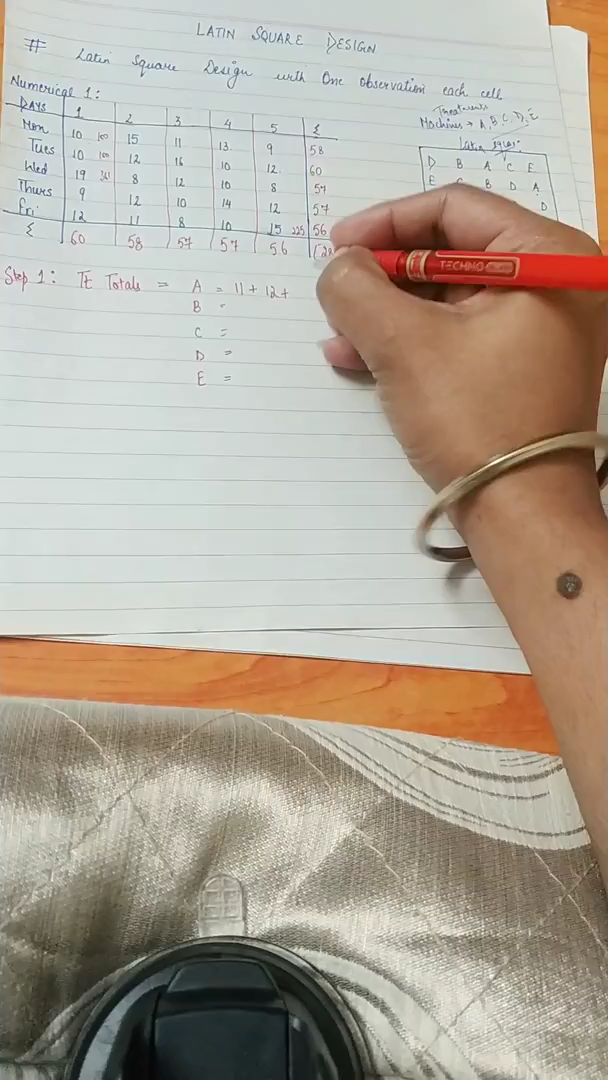 LATIN SQUARE DESIGN
# Latin Square Design with One observation each cell
Numerical 1:
Treatments
Machines → A, B, C, D, E
Latin square
DAYS 1 2 3 4 5 Σ
Mon 10 100 15 11 13 9 58
Tues 10 100 12 16 10 12 60
Wed 19 361 8 12 10 8 57
Thurs 9 12 10 14 12 57
Fri 12 11 8 10 15 225 56
Σ 60 58 57 57 56
D B A C E
E C B D A
D
Step 1: Tt Totals = A = 11 + 12 +
B =
C =
D =
E =
TECHNO